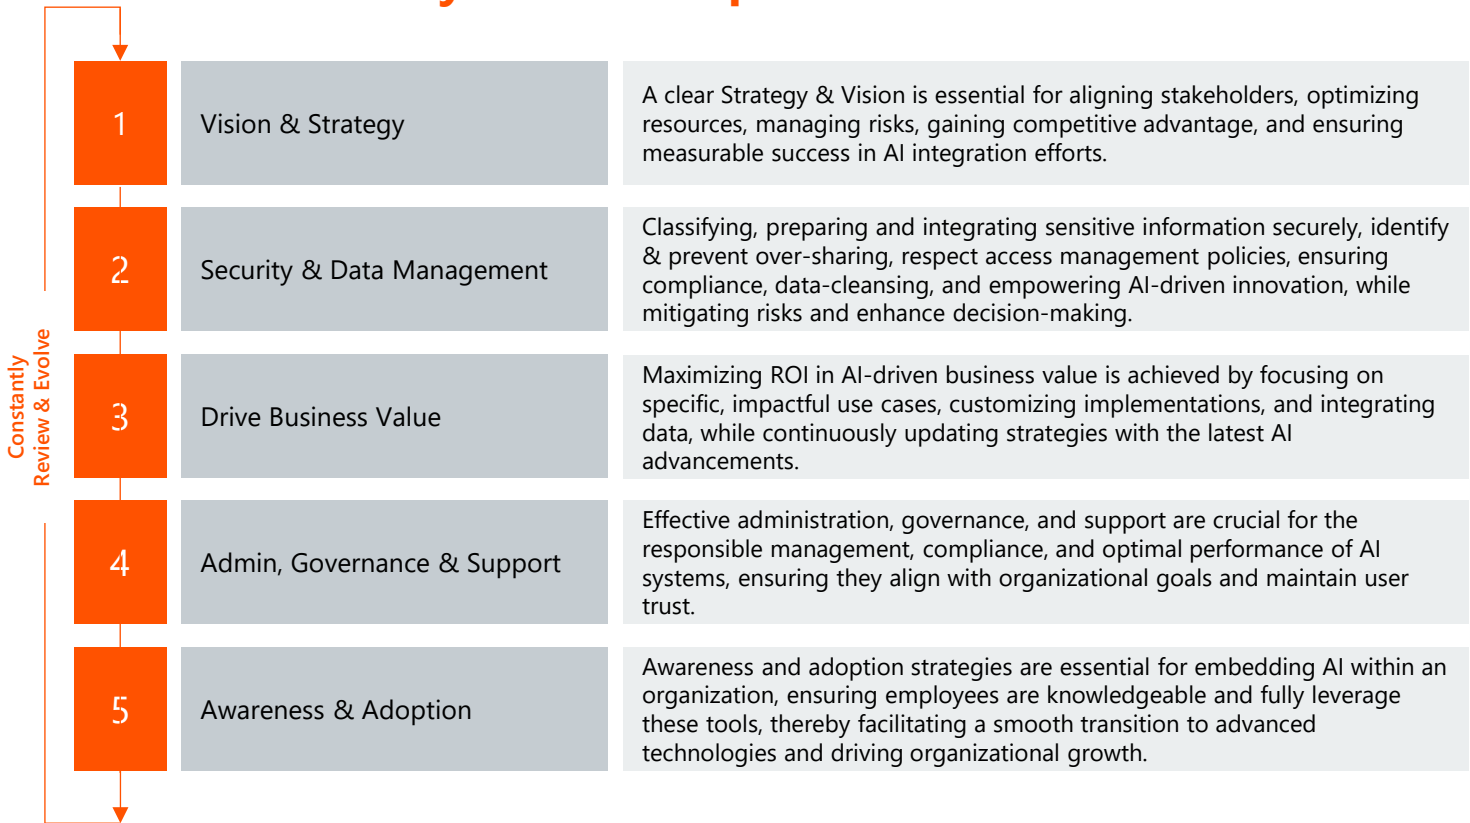 1
Vision & Strategy
A clear Strategy & Vision is essential for aligning stakeholders, optimizing
resources, managing risks, gaining competitive advantage, and ensuring
measurable success in AI integration efforts.
2
Security & Data Management
Classifying, preparing and integrating sensitive information securely, identify
& prevent over-sharing, respect access management policies, ensuring
compliance, data-cleansing, and empowering AI-driven innovation, while
mitigating risks and enhance decision-making.
Constantly
Review & Evolve
3
Drive Business Value
Maximizing ROI in AI-driven business value is achieved by focusing on
specific, impactful use cases, customizing implementations, and integrating
data, while continuously updating strategies with the latest AI
advancements.
4
Admin, Governance & Support
Effective administration, governance, and support are crucial for the
responsible management, compliance, and optimal performance of AI
systems, ensuring they align with organizational goals and maintain user
trust.
5
Awareness & Adoption
Awareness and adoption strategies are essential for embedding AI within an
organization, ensuring employees are knowledgeable and fully leverage
these tools, thereby facilitating a smooth transition to advanced
technologies and driving organizational growth.